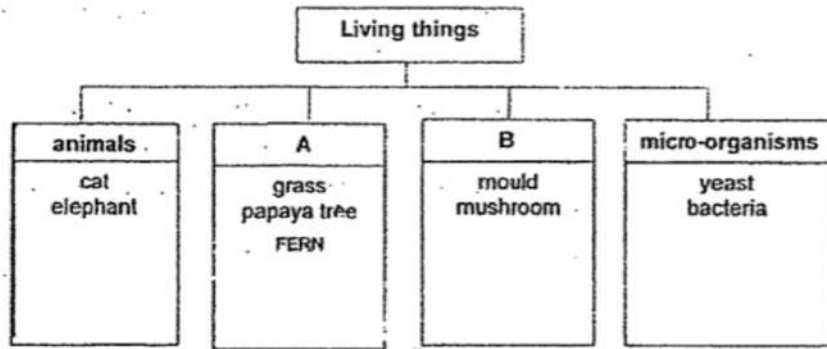 Living things
animals
cat
elephant
A
grass
papaya tree
FERN
B
mould
mushroom
micro-organisms
yeast
bacteria